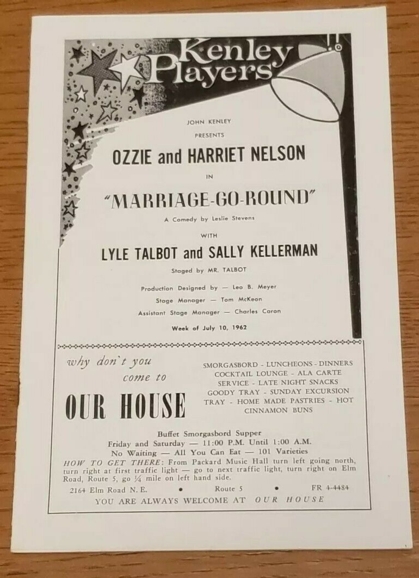 Kenley
Players
JOHN KENLEY
PRESENTS
OZZIE and HARRIET NELSON
IN
"MARRIAGE-GO-ROUND"
A Comedy by Leslie Stevens
WITH
LYLE TALBOT and SALLY KELLERMAN
Staged by MR. TALBOT
Production Designed by — Leo B. Meyer
Stage Manager — Tom McKeon
Assistant Stage Manager — Charles Caron
Week of July 10, 1962
why don't you
come to
OUR HOUSE
SMORGASBORD - LUNCHEONS - DINNERS
COCKTAIL LOUNGE - ALA CARTE
SERVICE - LATE NIGHT SNACKS
GOODY TRAY - SUNDAY EXCURSION
TRAY - HOME MADE PASTRIES - HOT
CINNAMON BUNS
Buffet Smorgasbord Supper
Friday and Saturday — 11:00 P.M. Until 1:00 A.M.
No Waiting — All You Can Eat — 101 Varieties
HOW TO GET THERE: From Packard Music Hall turn left going north,
turn right at first traffic light — go to next traffic light, turn right on Elm
Road, Route 5, go ¼ mile on left hand side.
2164 Elm Road N.E. • Route 5 • FR 4-4484
YOU ARE ALWAYS WELCOME AT OUR HOUSE